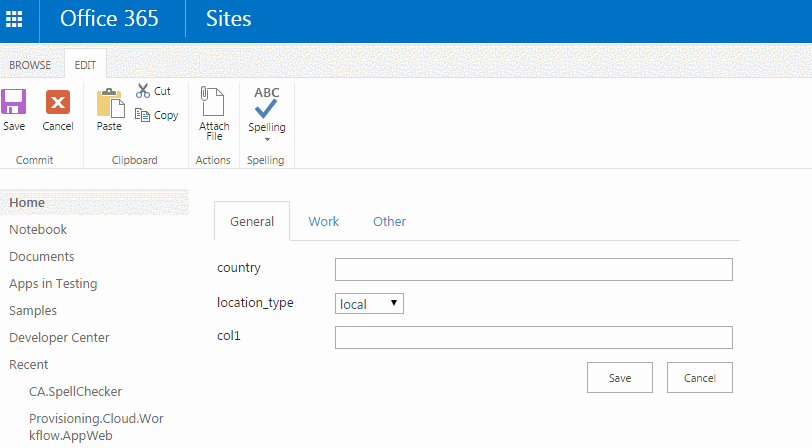 Office 365 Sites
BROWSE EDIT
Save Cancel Paste Cut Copy Attach File ABC Spelling
Commit Clipboard Actions Spelling
Home
Notebook
Documents
Apps in Testing
Samples
Developer Center
Recent
CA.SpellChecker
Provisioning.Cloud.Wor
kflow.AppWeb
General Work Other
country
location_type local
col1
Save Cancel